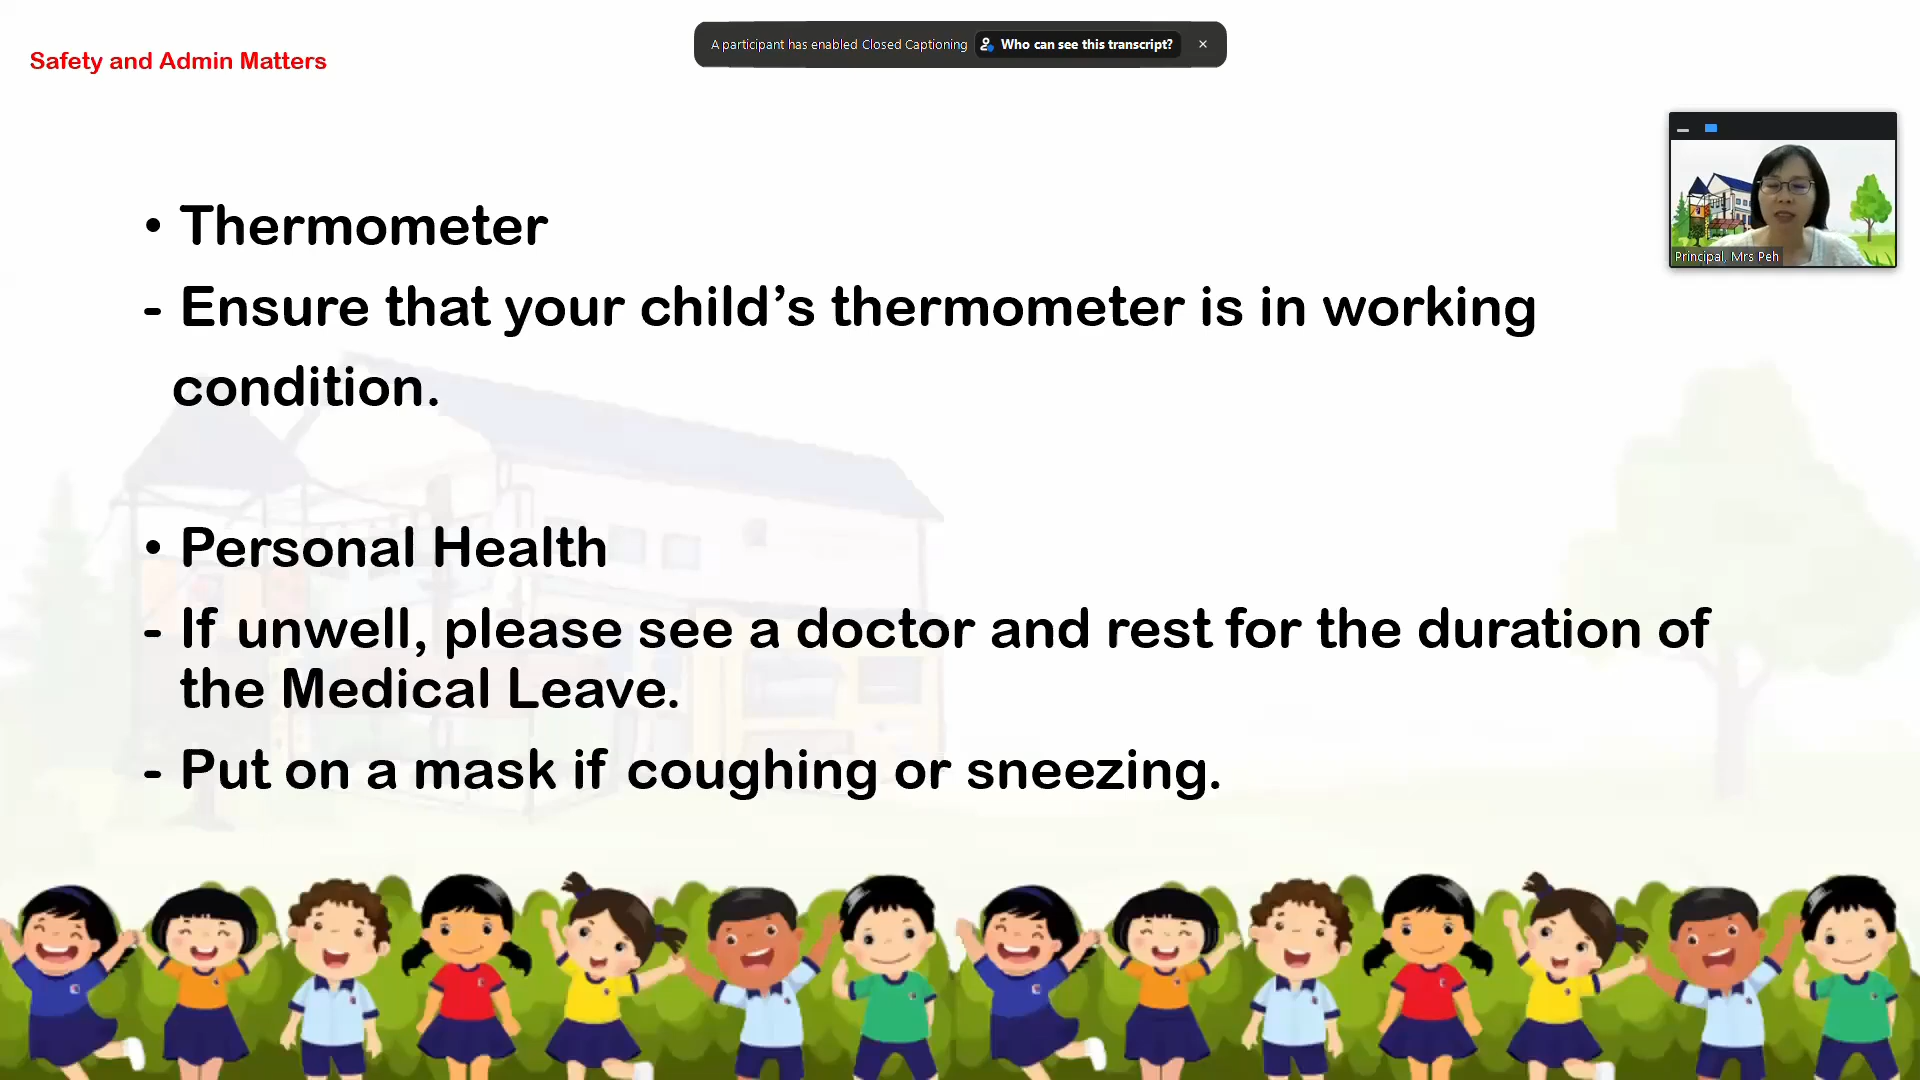 Safety and Admin Matters
A participant has enabled Closed Captioning Who can see this transcript?
• Thermometer
- Ensure that your child’s thermometer is in working
condition.
• Personal Health
- If unwell, please see a doctor and rest for the duration of
the Medical Leave.
- Put on a mask if coughing or sneezing.
Principal, Mrs Peh